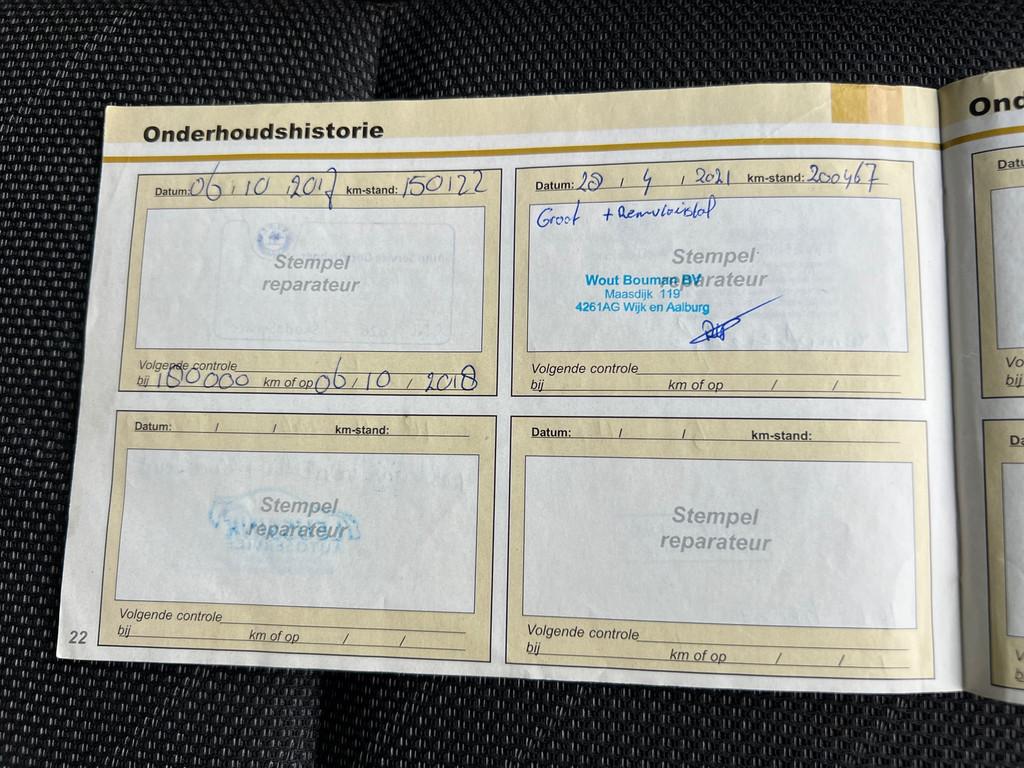 Onderhoudshistorie
Datum: 06 / 10 / 2017 km-stand: 150122
Stempel
reparateur
Volgende controle
bij 180000 km of op 06 / 10 / 2018
Datum: 28 / 4 / 2021 km-stand: 200467
Groot + Remvloeistof
Stempel
reparateur
Wout Bouman BV
Maasdijk 119
4261AG Wijk en Aalburg
Volgende controle
bij km of op / /
Datum: / / km-stand:
Stempel
reparateur
Volgende controle
bij km of op / /
Datum: / / km-stand:
Stempel
reparateur
Volgende controle
bij km of op / /
22